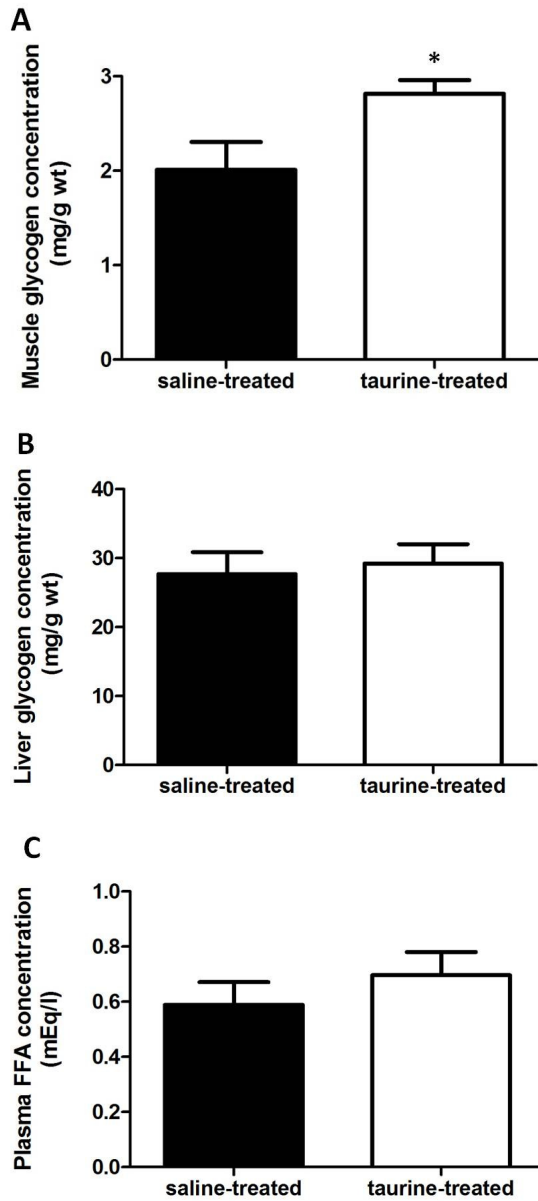 A
Muscle glycogen concentration
(mg/g wt)
3
2
1
0
*
saline-treated
taurine-treated
B
Liver glycogen concentration
(mg/g wt)
40
30
20
10
0
saline-treated
taurine-treated
C
Plasma FFA concentration
(mEq/l)
1.0
0.8
0.6
0.4
0.2
0.0
saline-treated
taurine-treated